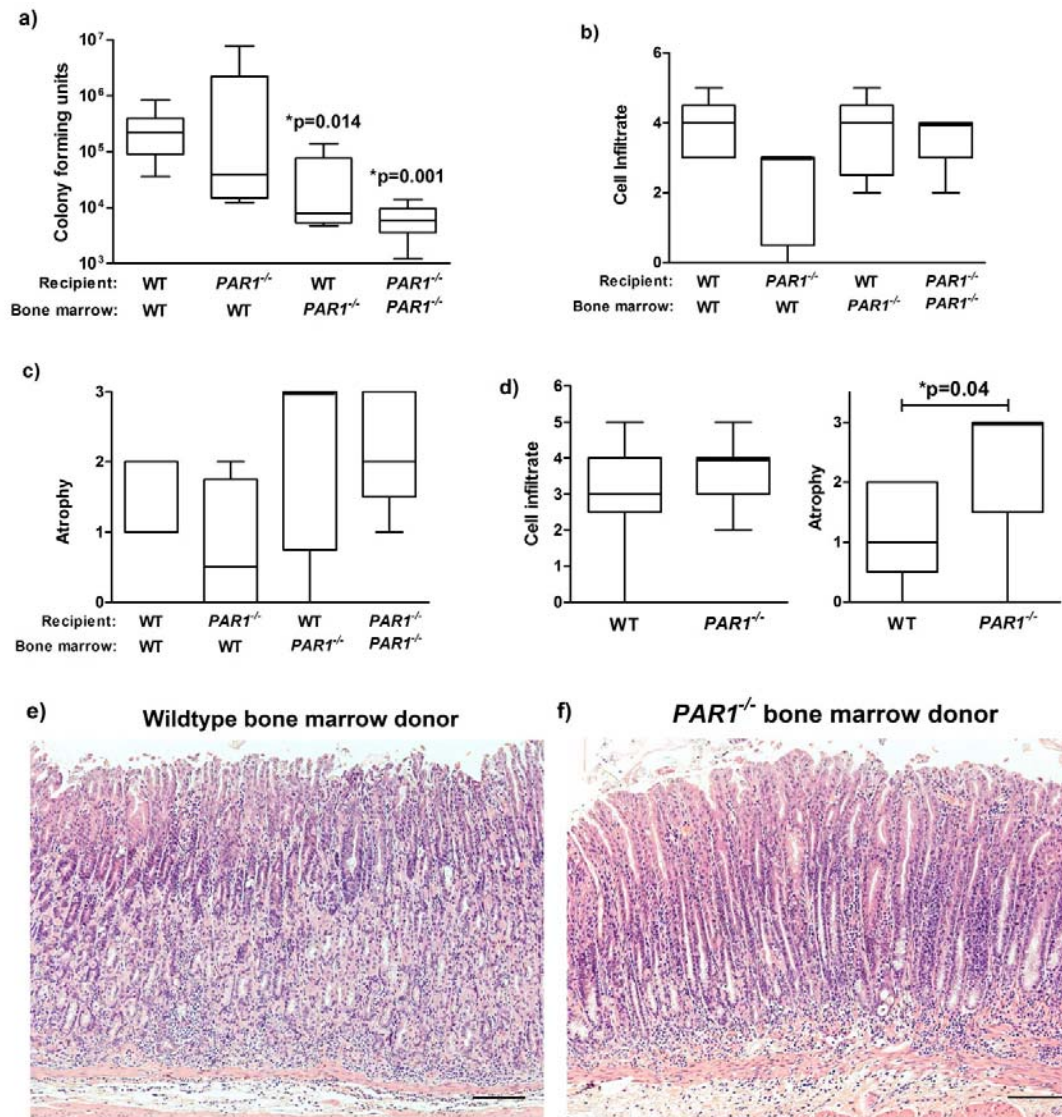 a)
Colony forming units
10^7
10^6
10^5
10^4
10^3
*p=0.014
*p=0.001
Recipient: WT PAR1^-/- WT PAR1^-/-
Bone marrow: WT WT PAR1^-/- PAR1^-/-
b)
Cell Infiltrate
6
4
2
0
Recipient: WT PAR1^-/- WT PAR1^-/-
Bone marrow: WT WT PAR1^-/- PAR1^-/-
c)
Atrophy
3
2
1
0
Recipient: WT PAR1^-/- WT PAR1^-/-
Bone marrow: WT WT PAR1^-/- PAR1^-/-
d)
Cell infiltrate
6
5
4
3
2
1
0
WT PAR1^-/-
*p=0.04
Atrophy
3
2
1
0
WT PAR1^-/-
e)
Wildtype bone marrow donor
f)
PAR1^-/- bone marrow donor